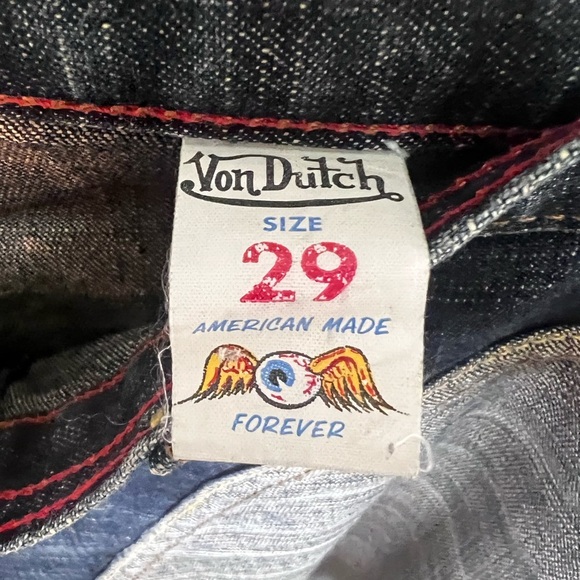 Von Dutch
SIZE
29
AMERICAN MADE
FOREVER